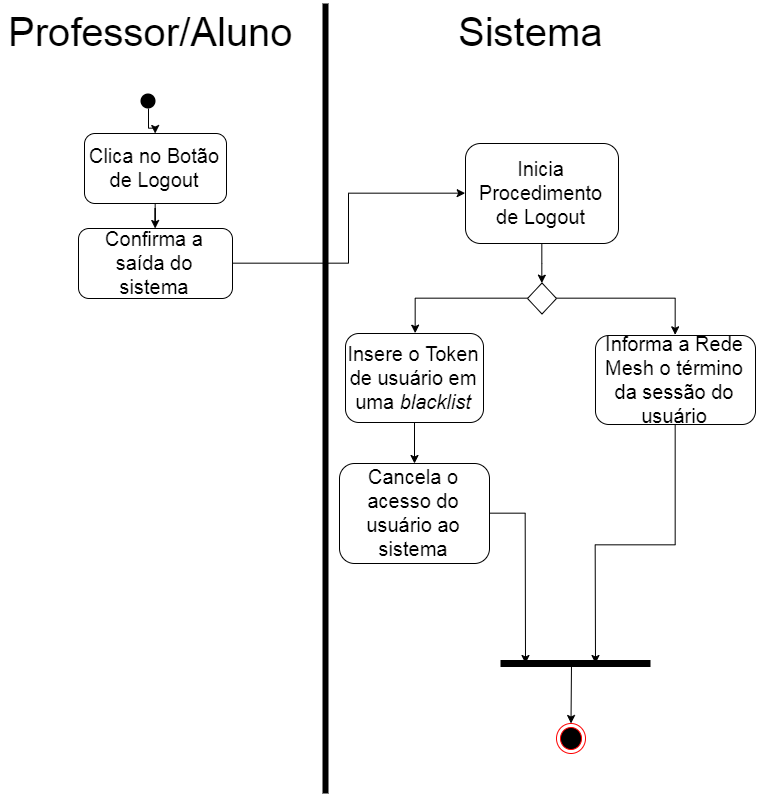 Professor/Aluno
Sistema
Clica no Botão
de Logout
Confirma a
saída do
sistema
Inicia
Procedimento
de Logout
Insere o Token
de usuário em
uma blacklist
Informa a Rede
Mesh o término
da sessão do
usuário
Cancela o
acesso do
usuário ao
sistema